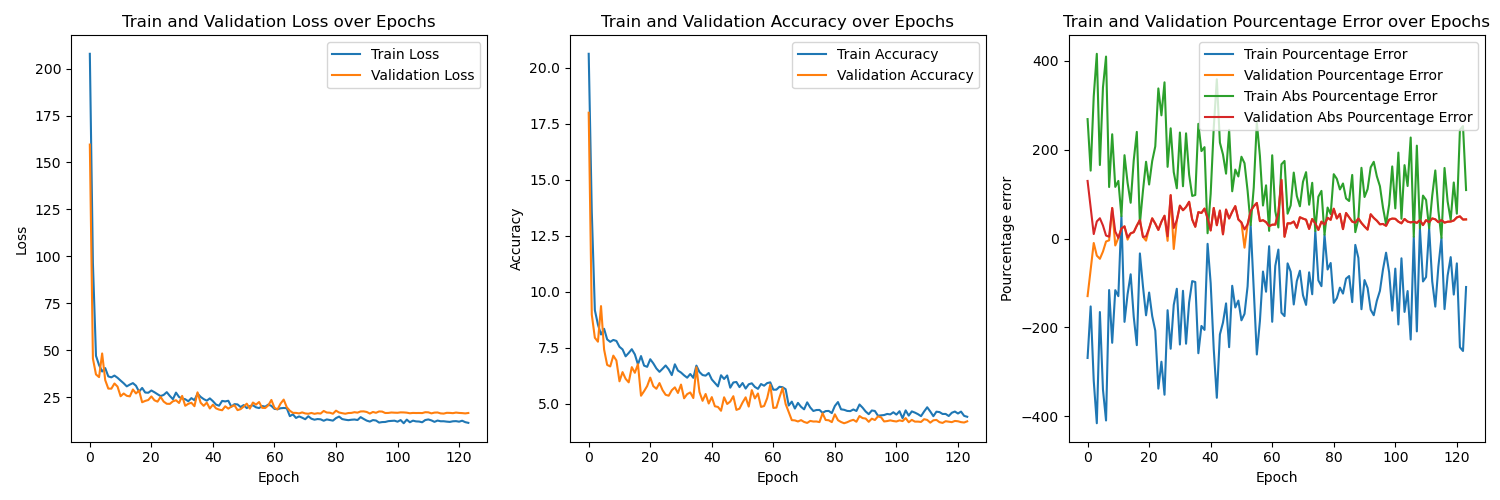 Train and Validation Loss over Epochs
Train Loss
Validation Loss
Loss
200
175
150
125
100
75
50
25
0
20
40
60
80
100
120
Epoch
Train and Validation Accuracy over Epochs
Train Accuracy
Validation Accuracy
Accuracy
20.0
17.5
15.0
12.5
10.0
7.5
5.0
0
20
40
60
80
100
120
Epoch
Train and Validation Pourcentage Error over Epochs
Train Pourcentage Error
Validation Pourcentage Error
Train Abs Pourcentage Error
Validation Abs Pourcentage Error
Pourcentage error
400
200
0
−200
−400
0
20
40
60
80
100
120
Epoch